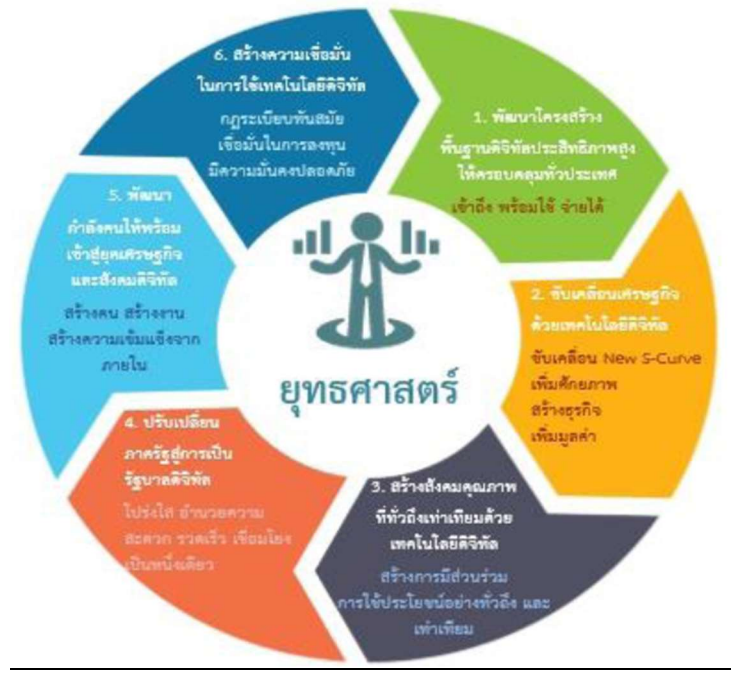 ยุทธศาสตร์
1. พัฒนาโครงสร้าง
พื้นฐานดิจิทัลประสิทธิภาพสูง
ให้ครอบคลุมทั่วประเทศ
เข้าถึง พร้อมใช้ จ่ายได้
2. ขับเคลื่อนเศรษฐกิจ
ด้วยเทคโนโลยีดิจิทัล
ขับเคลื่อน New S-Curve
เพิ่มศักยภาพ
สร้างธุรกิจ
เพิ่มมูลค่า
3. สร้างสังคมคุณภาพ
ที่ทั่วถึงเท่าเทียมด้วย
เทคโนโลยีดิจิทัล
สร้างการมีส่วนร่วม
การใช้ประโยชน์อย่างทั่วถึง และ
เท่าเทียม
4. ปรับเปลี่ยน
ภาครัฐสู่การเป็น
รัฐบาลดิจิทัล
โปร่งใส อำนวยความ
สะดวก รวดเร็ว เชื่อมโยง
เป็นหนึ่งเดียว
5. พัฒนา
กำลังคนให้พร้อม
เข้าสู่ยุคเศรษฐกิจ
และสังคมดิจิทัล
สร้างคน สร้างงาน
สร้างความเข้มแข็งจาก
ภายใน
6. สร้างความเชื่อมั่น
ในการใช้เทคโนโลยีดิจิทัล
กฎระเบียบทันสมัย
เชื่อมั่นในการลงทุน
มีความมั่นคงปลอดภัย